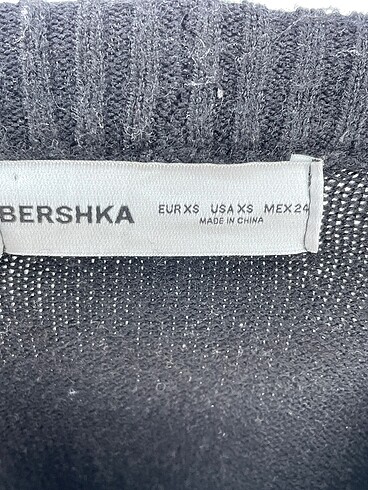 BERSHKA
EUR XS USA XS MEX 24
MADE IN CHINA